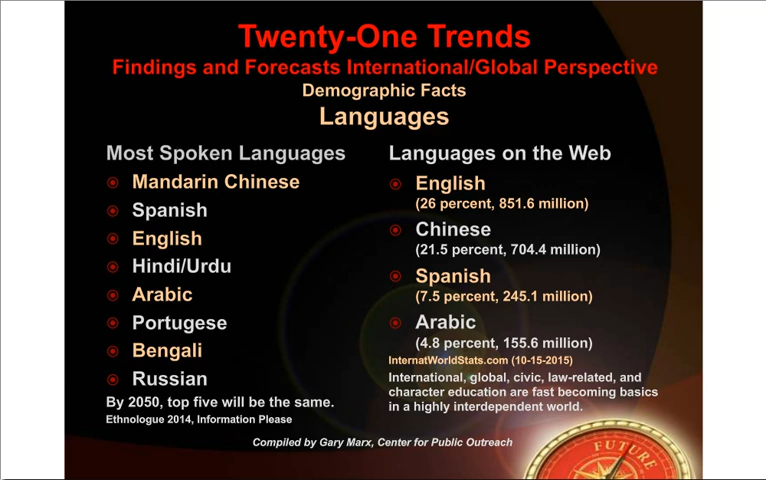 Twenty-One Trends
Findings and Forecasts International/Global Perspective
Demographic Facts
Languages
Most Spoken Languages
Mandarin Chinese
Spanish
English
Hindi/Urdu
Arabic
Portugese
Bengali
Russian
By 2050, top five will be the same.
Ethnologue 2014, Information Please
Languages on the Web
English
(26 percent, 851.6 million)
Chinese
(21.5 percent, 704.4 million)
Spanish
(7.5 percent, 245.1 million)
Arabic
(4.8 percent, 155.6 million)
InternatWorldStats.com (10-15-2015)
International, global, civic, law-related, and
character education are fast becoming basics
in a highly interdependent world.
Compiled by Gary Marx, Center for Public Outreach
FUTURE